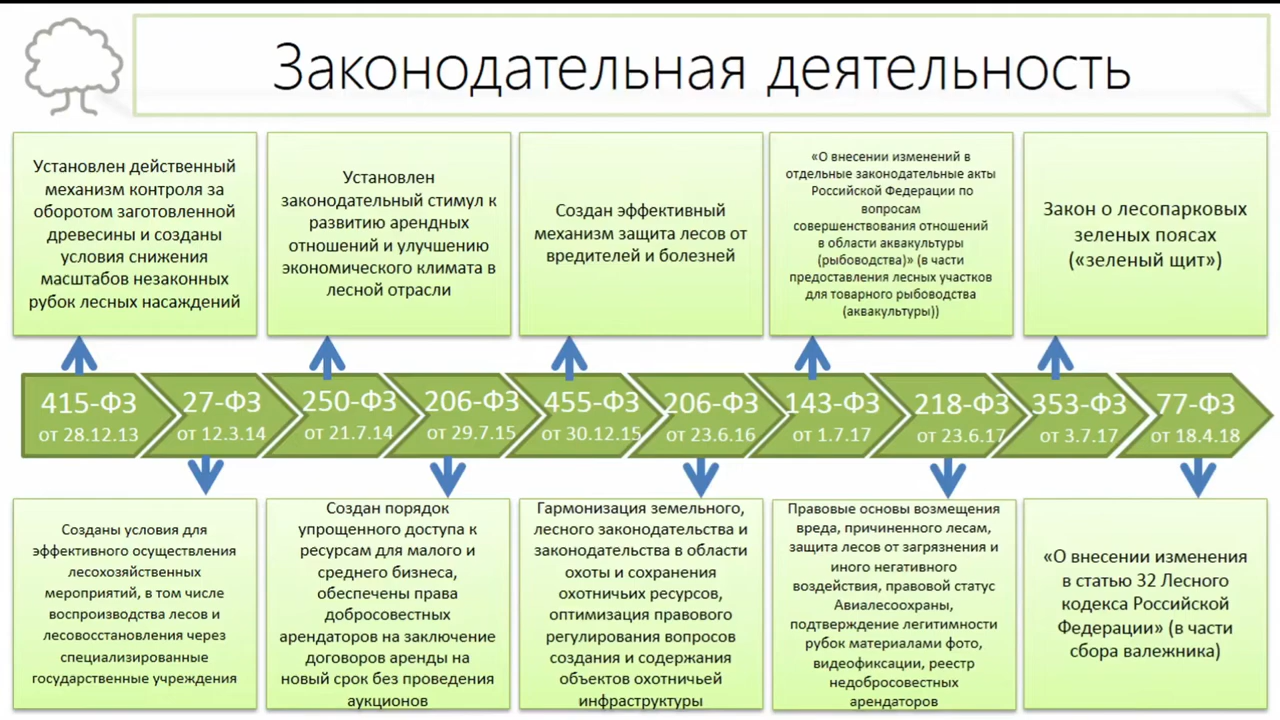 Законодательная деятельность
Установлен действенный
механизм контроля за
оборотом заготовленной
древесины и созданы
условия снижения
масштабов незаконных
рубок лесных насаждений
Установлен
законодательный стимул к
развитию арендных
отношений и улучшению
экономического климата в
лесной отрасли
Создан эффективный
механизм защита лесов от
вредителей и болезней
«О внесении изменений в
отдельные законодательные акты
Российской Федерации по
вопросам
совершенствования отношений
в области аквакультуры
(рыбоводства)» (в части
предоставления лесных участков
для товарного рыбоводства
(аквакультуры))
Закон о лесопарковых
зеленых поясах
(«зеленый щит»)
415-ФЗ
от 28.12.13
27-ФЗ
от 12.3.14
250-ФЗ
от 21.7.14
206-ФЗ
от 29.7.15
455-ФЗ
от 30.12.15
206-ФЗ
от 23.6.16
143-ФЗ
от 1.7.17
218-ФЗ
от 23.6.17
353-ФЗ
от 3.7.17
77-ФЗ
от 18.4.18
Созданы условия для
эффективного осуществления
лесохозяйственных
мероприятий, в том числе
воспроизводства лесов и
лесовосстановления через
специализированные
государственные учреждения
Создан порядок
упрощенного доступа к
ресурсам для малого и
среднего бизнеса,
обеспечены права
добросовестных
арендаторов на заключение
договоров аренды на
новый срок без проведения
аукционов
Гармонизация земельного,
лесного законодательства и
законодательства в области
охоты и сохранения
охотничьих ресурсов,
оптимизация правового
регулирования вопросов
создания и содержания
объектов охотничьей
инфраструктуры
Правовые основы возмещения
вреда, причиненного лесам,
защита лесов от загрязнения и
иного негативного
воздействия, правовой статус
Авиалесоохраны,
подтверждение легитимности
рубок материалами фото,
видеофиксации, реестр
недобросовестных
арендаторов
«О внесении изменения
в статью 32 Лесного
кодекса Российской
Федерации» (в части
сбора валежника)